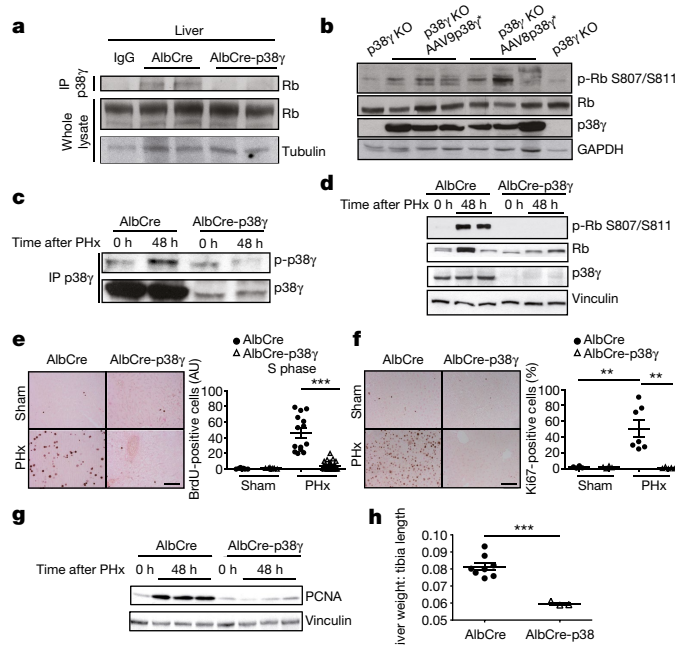 a
Liver
IgG AlbCre AlbCre-p38γ
IP p38γ
Rb
Whole lysate
Rb
Tubulin
b
p38γ KO
p38γ KO AAV9p38γ*
p38γ KO AAV8p38γ*
p38γ KO
p-Rb S807/S811
Rb
p38γ
GAPDH
c
AlbCre AlbCre-p38γ
Time after PHx 0 h 48 h 0 h 48 h
IP p38γ
p-p38γ
p38γ
d
AlbCre AlbCre-p38γ
Time after PHx 0 h 48 h 0 h 48 h
p-Rb S807/S811
Rb
p38γ
Vinculin
e
AlbCre AlbCre-p38γ
Sham
PHx
AlbCre
AlbCre-p38γ
S phase
***
BrdU-positive cells (AU)
100
80
60
40
20
0
Sham PHx
f
AlbCre AlbCre-p38γ
Sham
PHx
AlbCre
AlbCre-p38γ
** **
Ki67-positive cells (%)
100
80
60
40
20
0
Sham PHx
g
AlbCre AlbCre-p38γ
Time after PHx 0 h 48 h 0 h 48 h
PCNA
Vinculin
h
***
iver weight: tibia length
0.10
0.09
0.08
0.07
0.06
0.05
AlbCre AlbCre-p38